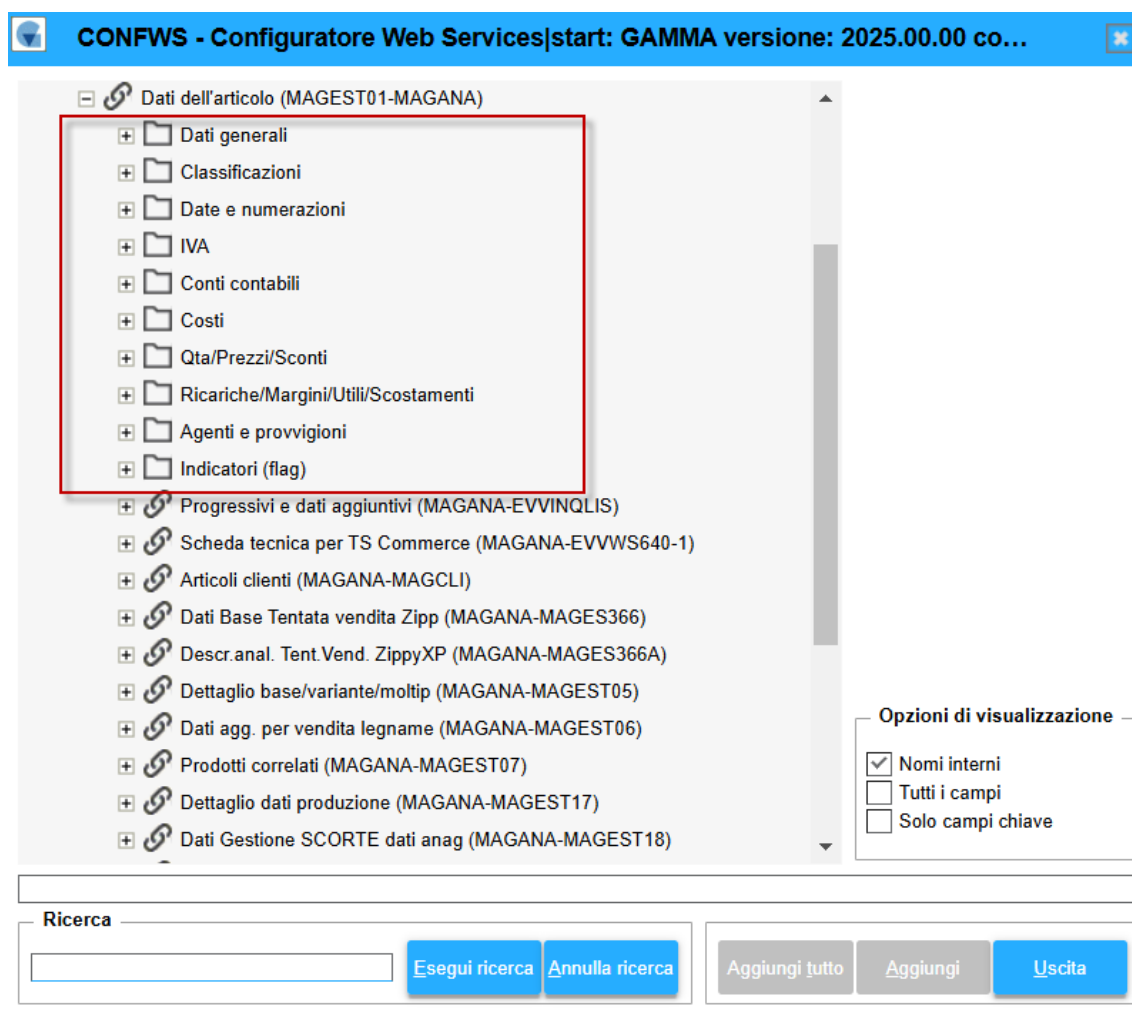 CONFWS - Configuratore Web Services|start: GAMMA versione: 2025.00.00 co...
Dati dell'articolo (MAGEST01-MAGANA)
Dati generali
Classificazioni
Date e numerazioni
IVA
Conti contabili
Costi
Qta/Prezzi/Sconti
Ricariche/Margini/Utili/Scostamenti
Agenti e provvigioni
Indicatori (flag)
Progressivi e dati aggiuntivi (MAGANA-EVVINQLIS)
Scheda tecnica per TS Commerce (MAGANA-EVVWS640-1)
Articoli clienti (MAGANA-MAGCLI)
Dati Base Tentata vendita Zipp (MAGANA-MAGES366)
Descr.anal. Tent.Vend. ZippyXP (MAGANA-MAGES366A)
Dettaglio base/variante/moltip (MAGANA-MAGEST05)
Dati agg. per vendita legname (MAGANA-MAGEST06)
Prodotti correlati (MAGANA-MAGEST07)
Dettaglio dati produzione (MAGANA-MAGEST17)
Dati Gestione SCORTE dati anag (MAGANA-MAGEST18)
Opzioni di visualizzazione
Nomi interni
Tutti i campi
Solo campi chiave
Ricerca
Esegui ricerca Annulla ricerca Aggiungi tutto Aggiungi Uscita